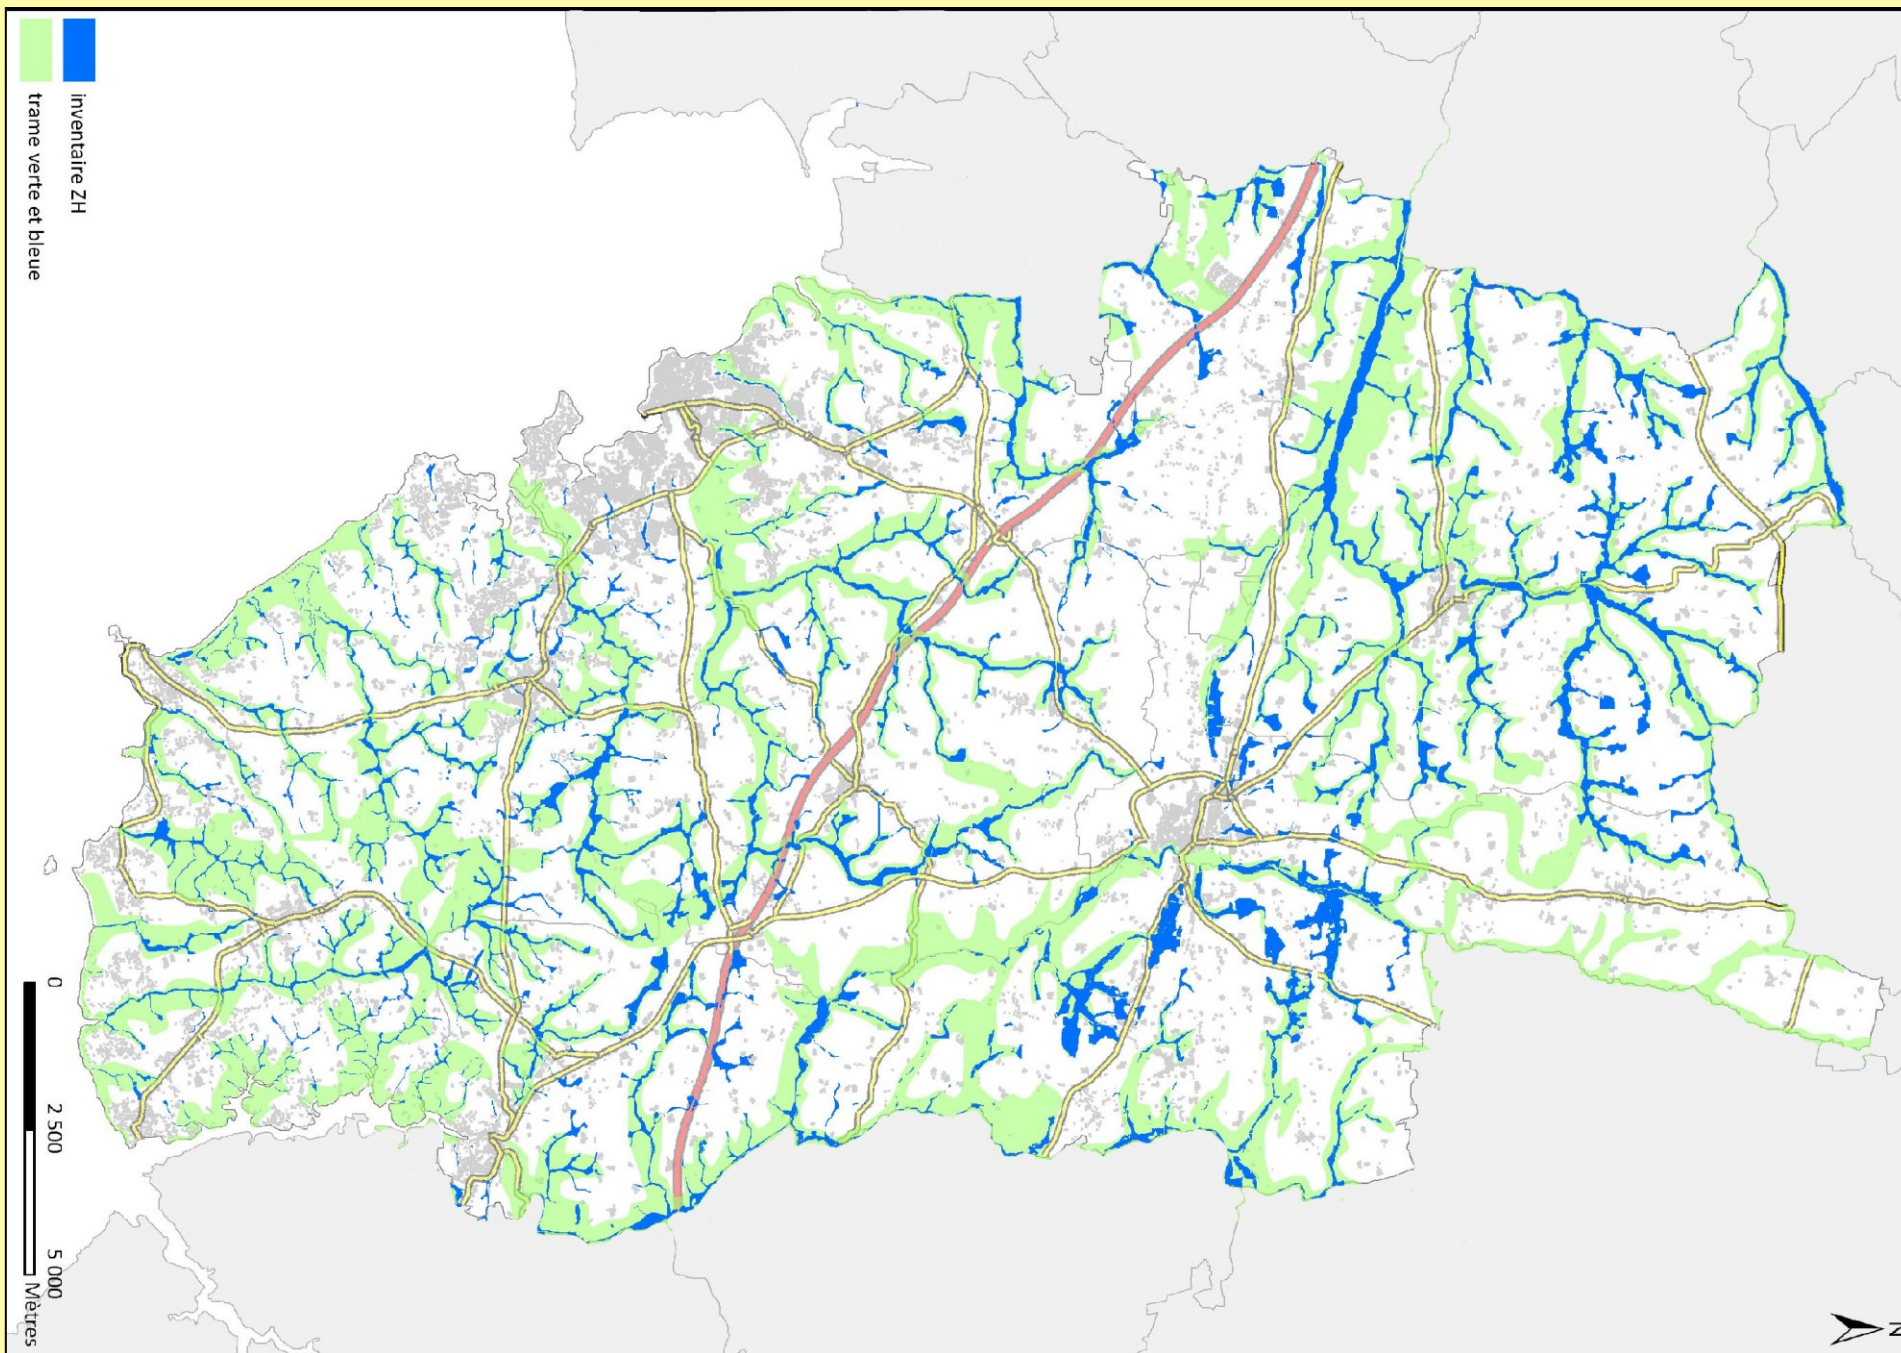 inventaire ZH
trame verte et bleue
0
2 500
5 000
Mètres
N